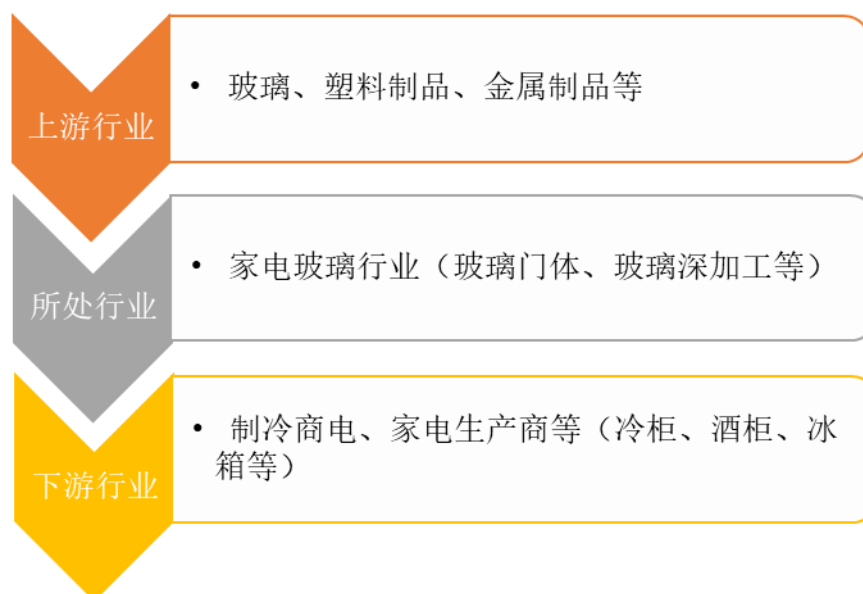 上游行业
• 玻璃、塑料制品、金属制品等
所处行业
• 家电玻璃行业（玻璃门体、玻璃深加工等）
下游行业
• 制冷商电、家电生产商等（冷柜、酒柜、冰
箱等）